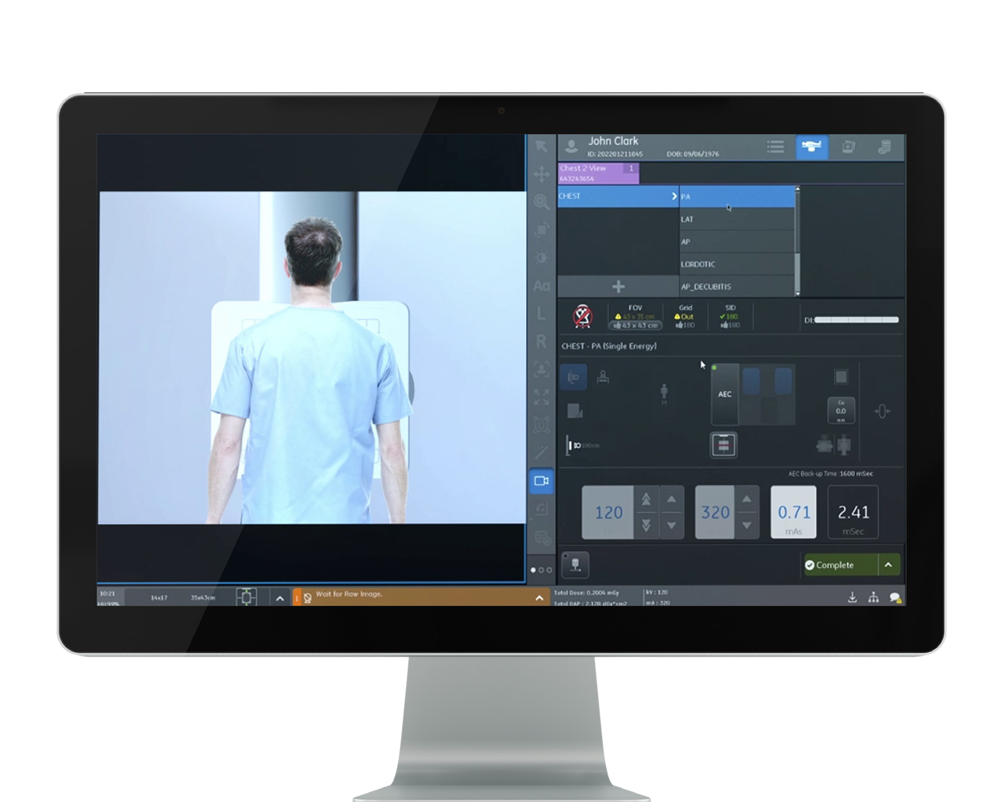 John Clark
ID: 202201211045 DOB: 09/06/1976
Chest 2 View 1
643243654
CHEST PA
LAT
AP
LORDOTIC
AP_DECUBITIS
Aa
L
R
FOV Grid SID
43 x 35 cm Out 180
43 x 43 cm 180 180
DI:
CHEST - PA (Single Energy)
M
AEC
Cu
0.0
mm
180cm
AEC Back-up Time :1600 mSec
120 320 0.71 2.41
mAs mSec
Complete
10:21
14x17 35x43cm
1 Wait for Raw Image.
Total Dose: 0.2004 mGy
Total DAP : 2.128 dGy*cm2
kV : 120
mA : 320